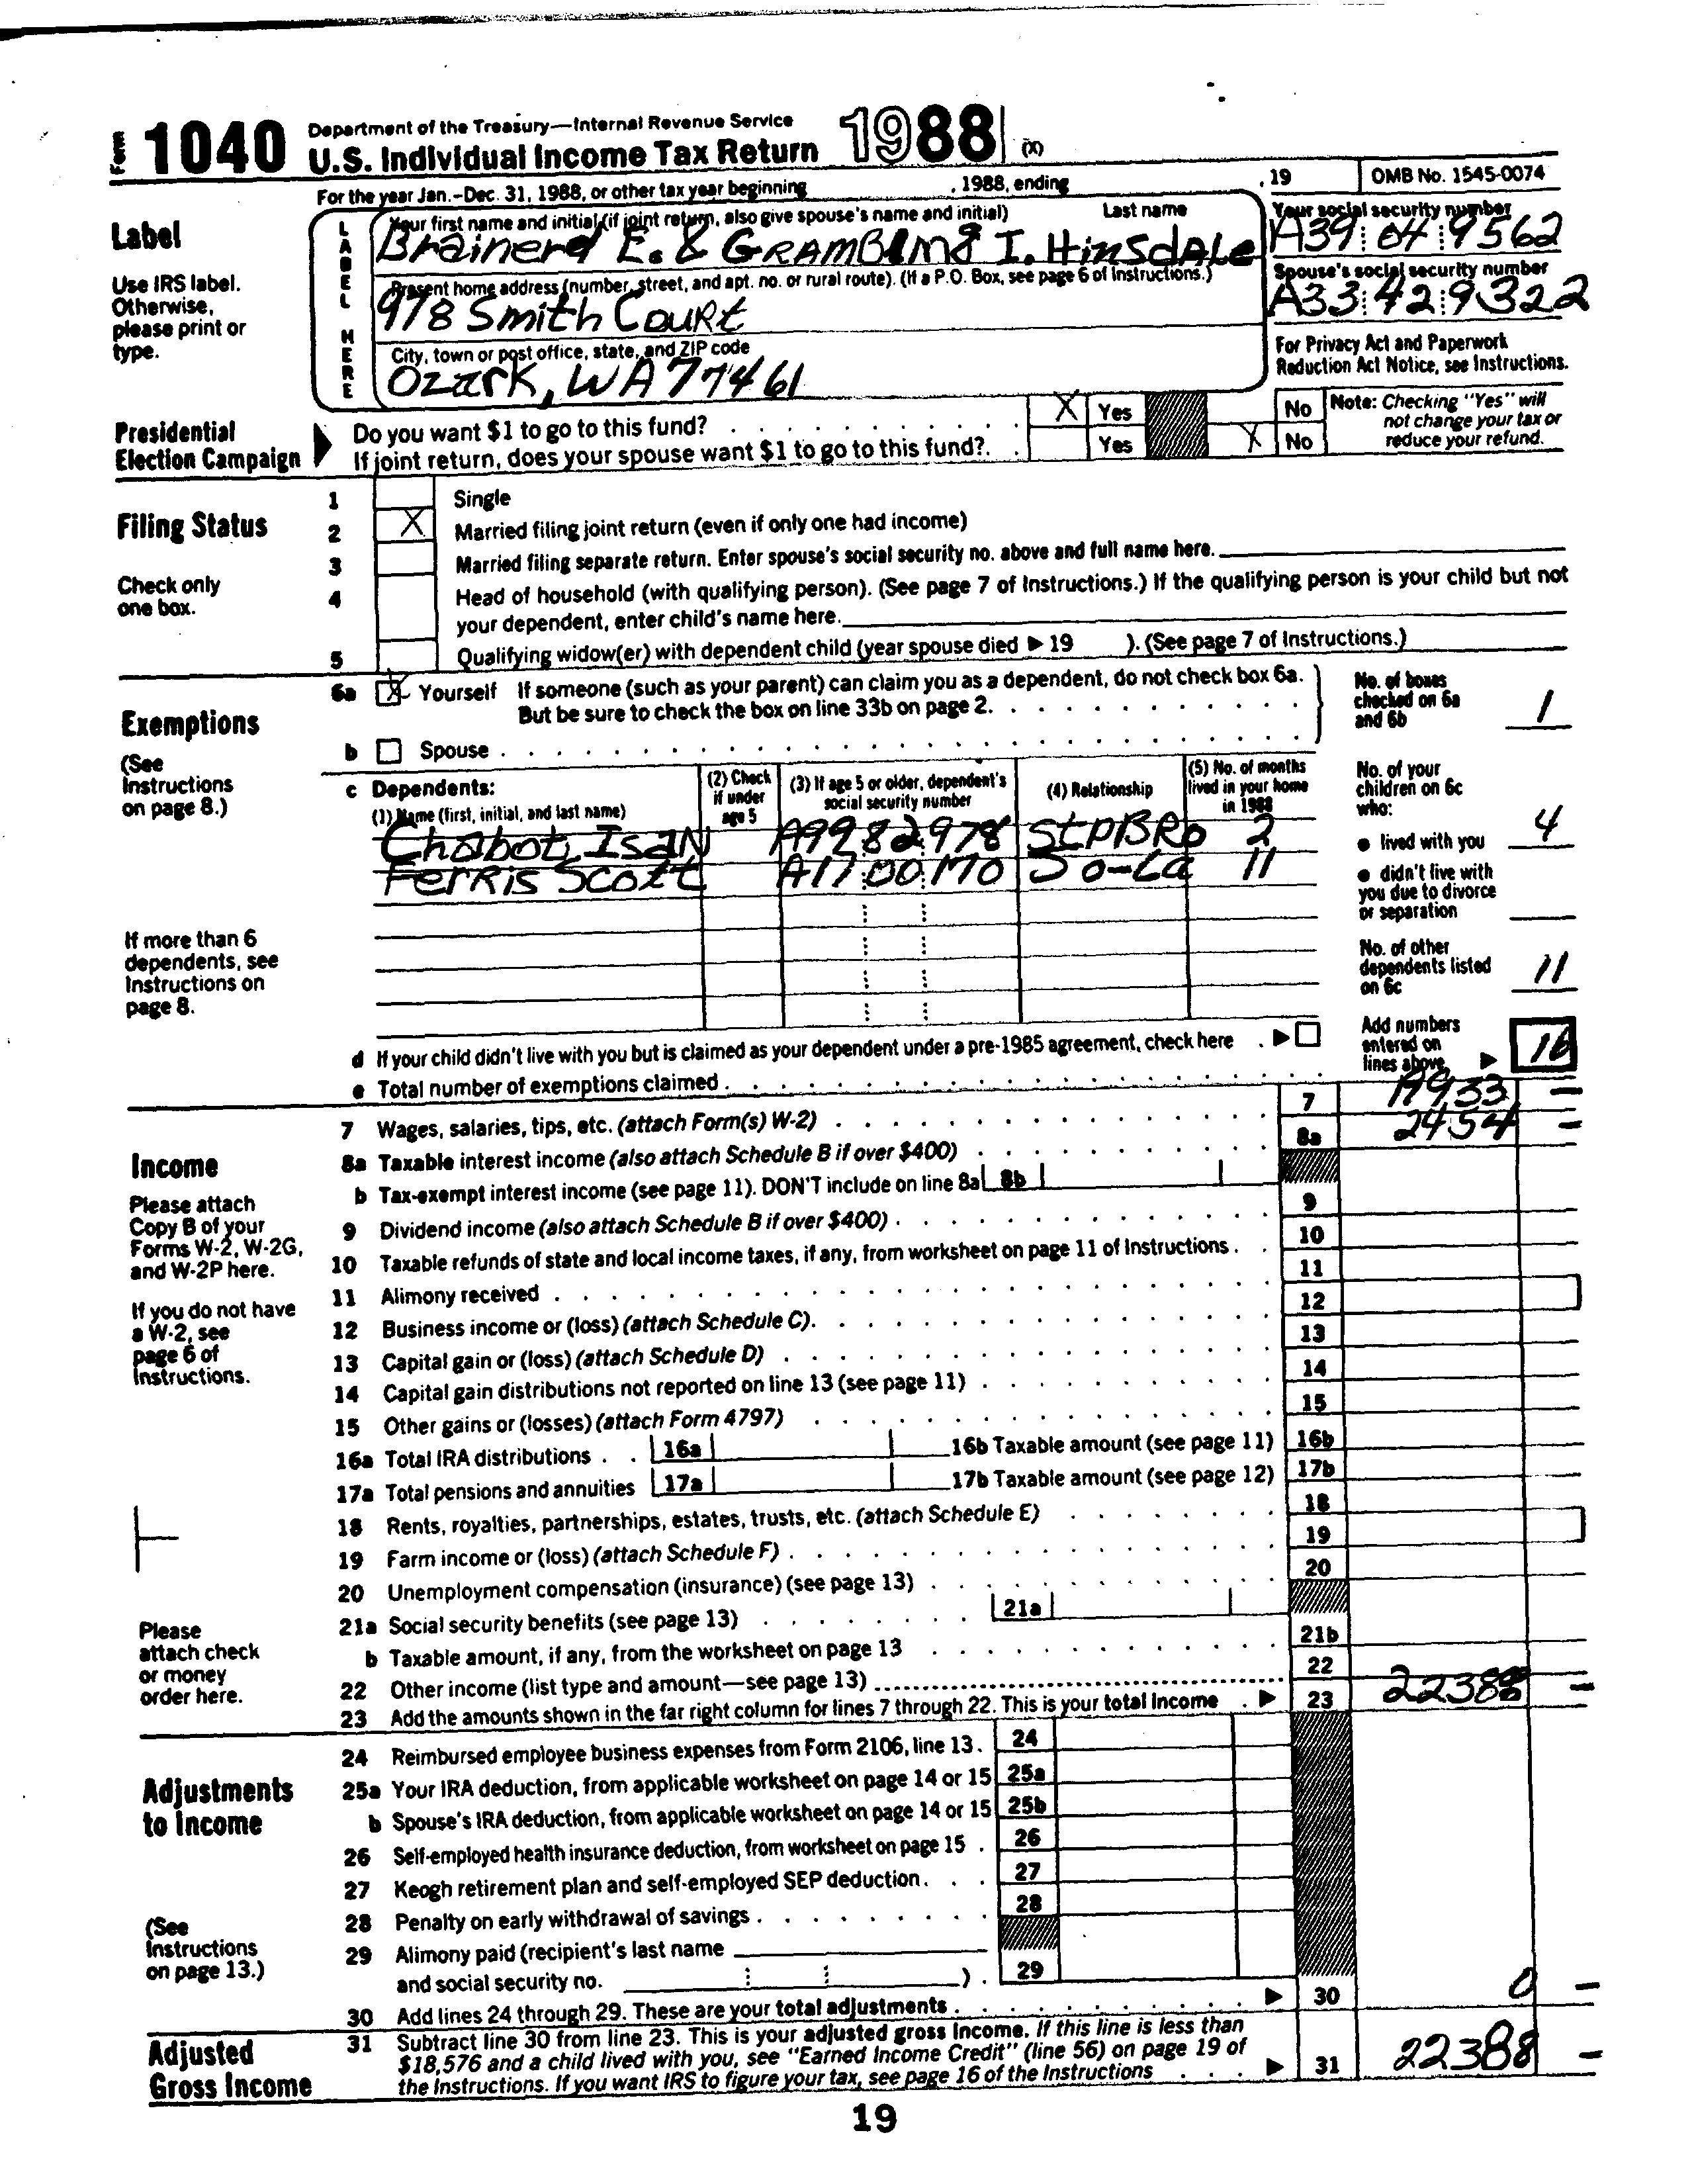 Form 1040 Department of the Treasury—Internal Revenue Service
U.S. Individual Income Tax Return 1988 (X)
For the year Jan.–Dec. 31, 1988, or other tax year beginning , 1988, ending , 19 OMB No. 1545-0074
Label
Use IRS label.
Otherwise,
please print or
type.
LABEL HERE
Your first name and initial (if joint return, also give spouse's name and initial) Last name
Brainerd E. & GRAMBLING I. HINSDALE
Your social security number
A39 04 9562
Present home address (number, street, and apt. no. or rural route). (If a P.O. Box, see page 6 of Instructions.)
978 Smith Court
Spouse's social security number
A33 42 9322
City, town or post office, state, and ZIP code
Ozark, WA 77461
For Privacy Act and Paperwork
Reduction Act Notice, see Instructions.
Presidential
Election Campaign
Do you want $1 to go to this fund? X Yes No
If joint return, does your spouse want $1 to go to this fund? Yes X No
Note: Checking "Yes" will
not change your tax or
reduce your refund.
Filing Status
Check only
one box.
1 Single
2 X Married filing joint return (even if only one had income)
3 Married filing separate return. Enter spouse's social security no. above and full name here.
4 Head of household (with qualifying person). (See page 7 of Instructions.) If the qualifying person is your child but not
your dependent, enter child's name here.
5 Qualifying widow(er) with dependent child (year spouse died ▶ 19 ). (See page 7 of Instructions.)
Exemptions
(See
Instructions
on page 8.)
6a X Yourself If someone (such as your parent) can claim you as a dependent, do not check box 6a.
But be sure to check the box on line 33b on page 2.
b Spouse
No. of boxes
checked on 6a
and 6b 1
c Dependents:
(1) Name (first, initial, and last name)
(2) Check
if under
age 5
(3) If age 5 or older, dependent's
social security number
(4) Relationship
(5) No. of months
lived in your home
in 1988
Chabot, Isan A99 82 2978 StPBRo 2
Ferris Scott A17 00 1170 So-La 11
No. of your
children on 6c
who:
● lived with you 4
● didn't live with
you due to divorce
or separation
No. of other
dependents listed
on 6c 11
If more than 6
dependents, see
Instructions on
page 8.
d If your child didn't live with you but is claimed as your dependent under a pre-1985 agreement, check here ▶
e Total number of exemptions claimed
Add numbers
entered on
lines above ▶ 16
Income
Please attach
Copy B of your
Forms W-2, W-2G,
and W-2P here.
If you do not have
a W-2, see
page 6 of
Instructions.
Please
attach check
or money
order here.
7 Wages, salaries, tips, etc. (attach Form(s) W-2) 7 19933 –
8a Taxable interest income (also attach Schedule B if over $400) 8a 2454 –
b Tax-exempt interest income (see page 11). DON'T include on line 8a 8b
9 Dividend income (also attach Schedule B if over $400) 9
10 Taxable refunds of state and local income taxes, if any, from worksheet on page 11 of Instructions 10
11 Alimony received 11
12 Business income or (loss) (attach Schedule C) 12
13 Capital gain or (loss) (attach Schedule D) 13
14 Capital gain distributions not reported on line 13 (see page 11) 14
15 Other gains or (losses) (attach Form 4797) 15
16a Total IRA distributions 16a 16b Taxable amount (see page 11) 16b
17a Total pensions and annuities 17a 17b Taxable amount (see page 12) 17b
18 Rents, royalties, partnerships, estates, trusts, etc. (attach Schedule E) 18
19 Farm income or (loss) (attach Schedule F) 19
20 Unemployment compensation (insurance) (see page 13) 20
21a Social security benefits (see page 13) 21a
b Taxable amount, if any, from the worksheet on page 13 21b
22 Other income (list type and amount—see page 13) 22
23 Add the amounts shown in the far right column for lines 7 through 22. This is your total income ▶ 23 22388 –
Adjustments
to Income
(See
Instructions
on page 13.)
24 Reimbursed employee business expenses from Form 2106, line 13. 24
25a Your IRA deduction, from applicable worksheet on page 14 or 15 25a
b Spouse's IRA deduction, from applicable worksheet on page 14 or 15 25b
26 Self-employed health insurance deduction, from worksheet on page 15 26
27 Keogh retirement plan and self-employed SEP deduction 27
28 Penalty on early withdrawal of savings 28
29 Alimony paid (recipient's last name
and social security no. ) 29
30 Add lines 24 through 29. These are your total adjustments ▶ 30 0 –
Adjusted
Gross Income
31 Subtract line 30 from line 23. This is your adjusted gross income. If this line is less than
$18,576 and a child lived with you, see "Earned Income Credit" (line 56) on page 19 of
the Instructions. If you want IRS to figure your tax, see page 16 of the Instructions ▶ 31 22388 –
19